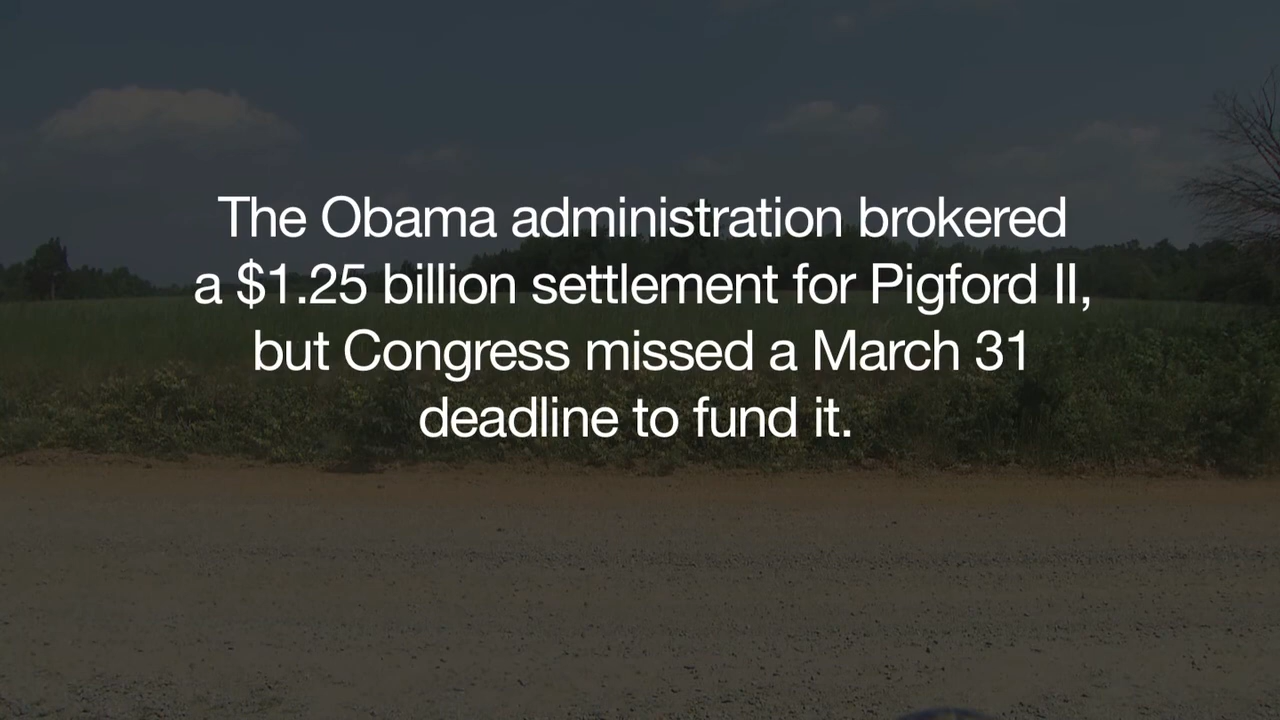 The Obama administration brokered
a $1.25 billion settlement for Pigford II,
but Congress missed a March 31
deadline to fund it.